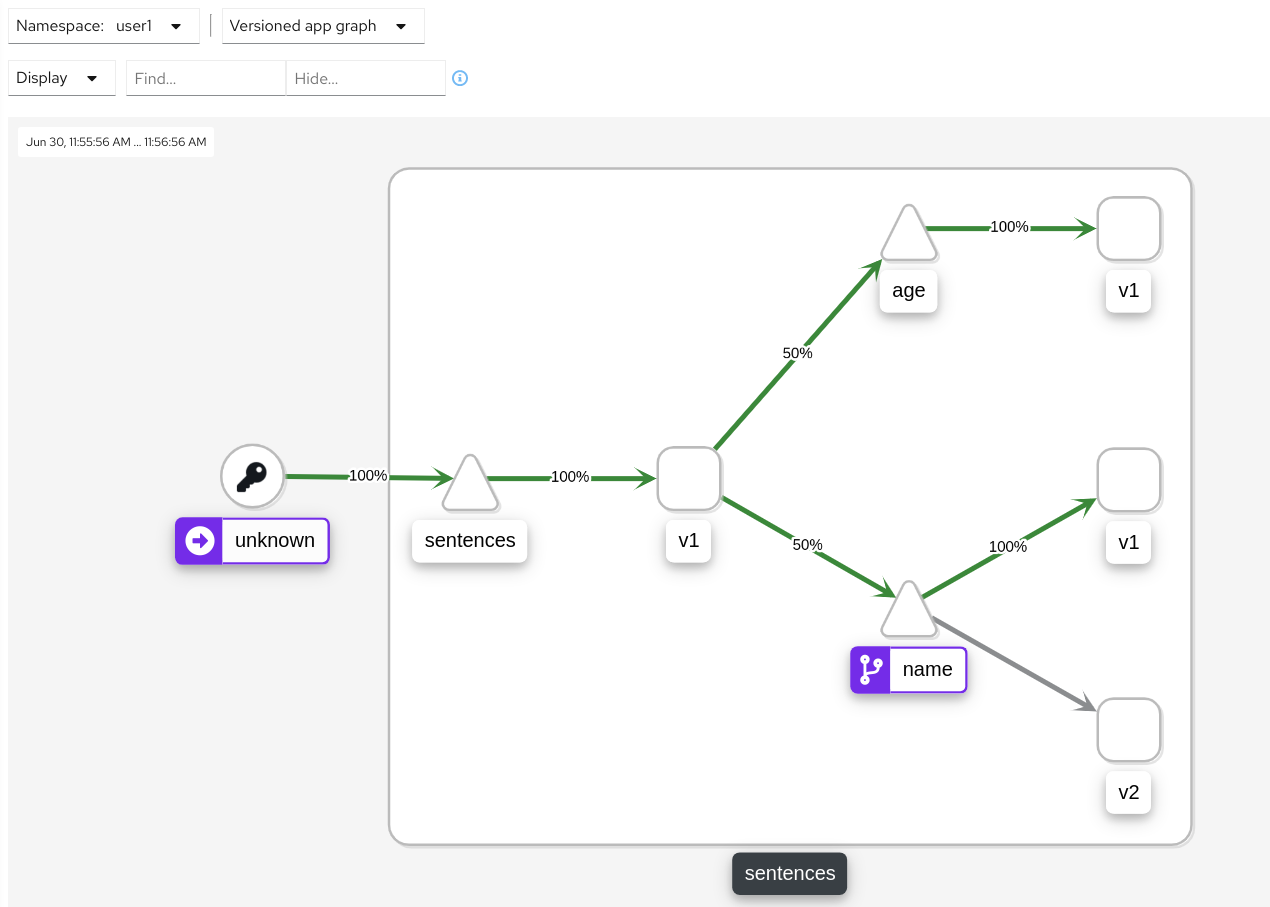 Namespace: user1 Versioned app graph
Display Find... Hide...
Jun 30, 11:55:56 AM ... 11:56:56 AM
100%
age
v1
50%
100%
100%
unknown
sentences
v1
50%
100%
v1
name
v2
sentences